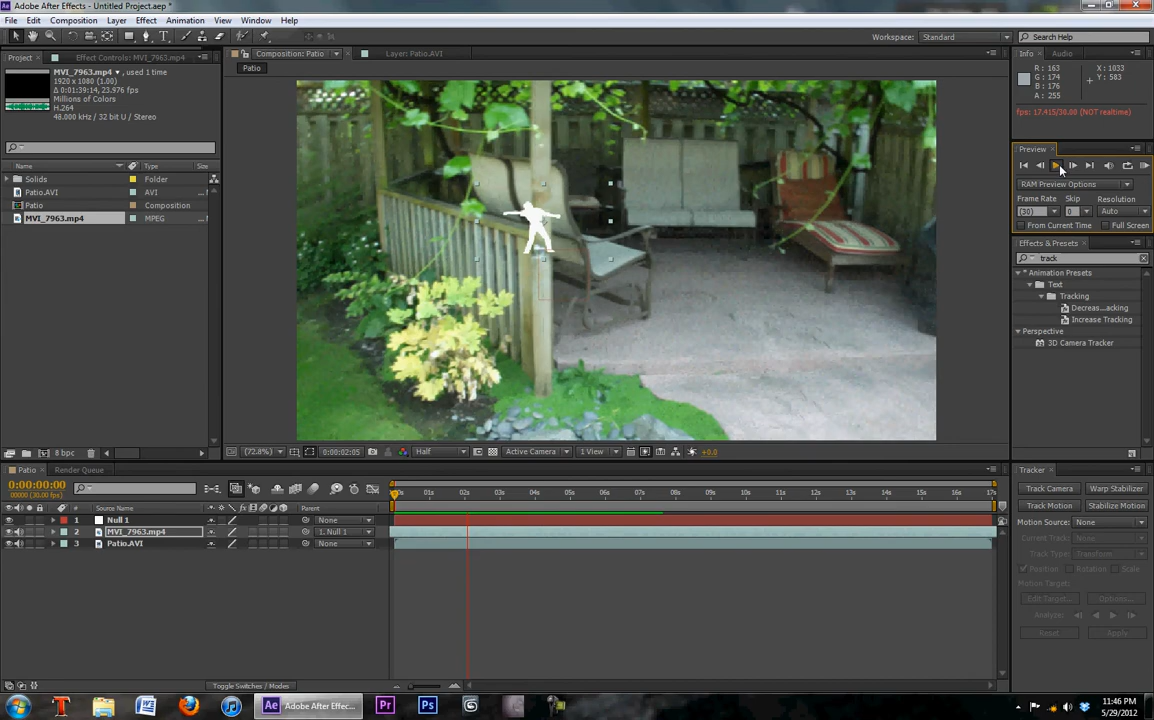 Adobe After Effects - Untitled Project.aep *
File Edit Composition Layer Effect Animation View Window Help
Workspace: Standard Search Help
Project Effect Controls: MVI_7963.mp4
MVI_7963.mp4 , used 1 time
1920 x 1080 (1.00)
Δ 0:01:39:14, 23.976 fps
Millions of Colors
H.264
48.000 kHz / 32 bit U / Stereo
Name Type Size
Solids Folder
Patio.AVI AVI
Patio Composition
MVI_7963.mp4 MPEG
8 bpc
Composition: Patio Layer: Patio.AVI
Patio
(72.8%) 0:00:02:05 Half Active Camera 1 View +0.0
Info Audio
R : 163 X : 1033
G : 174 Y : 583
B : 176
A : 255
fps: 17.415/30.00 (NOT realtime)
Preview
RAM Preview Options
Frame Rate Skip Resolution
(30) 0 Auto
From Current Time Full Screen
Effects & Presets
track
* Animation Presets
Text
Tracking
Decreas...acking
Increase Tracking
Perspective
3D Camera Tracker
Patio Render Queue
0:00:00:00
00000 (30.00 fps)
# Source Name Parent
1 Null 1 None
2 MVI_7963.mp4 1. Null 1
3 Patio.AVI None
01s 02s 03s 04s 05s 06s 07s 08s 09s 10s 11s 12s 13s 14s 15s 16s 17s
Toggle Switches / Modes
Tracker
Track Camera Warp Stabilizer
Track Motion Stabilize Motion
Motion Source: None
Current Track: None
Track Type: Transform
Position Rotation Scale
Motion Target:
Edit Target... Options...
Analyze:
Reset Apply
Adobe After Effec...
11:46 PM
5/29/2012